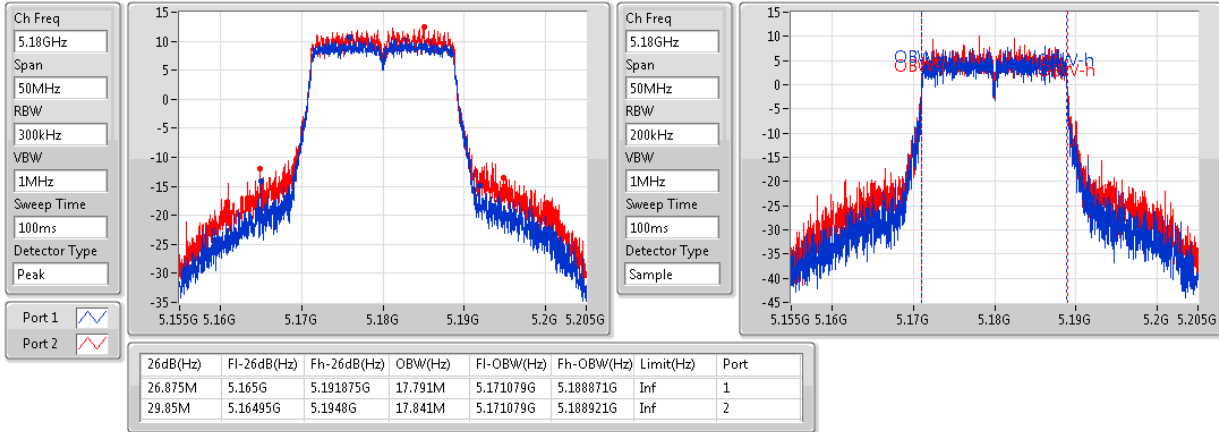 Ch Freq
5.18GHz
Span
50MHz
RBW
300kHz
VBW
1MHz
Sweep Time
100ms
Detector Type
Peak
Port 1
Port 2
15
10
5
0
-5
-10
-15
-20
-25
-30
-35
5.155G 5.16G 5.17G 5.18G 5.19G 5.2G 5.205G
Ch Freq
5.18GHz
Span
50MHz
RBW
200kHz
VBW
1MHz
Sweep Time
100ms
Detector Type
Sample
15
10
5
0
-5
-10
-15
-20
-25
-30
-35
-40
-45
5.155G 5.16G 5.17G 5.18G 5.19G 5.2G 5.205G
26dB(Hz) Fl-26dB(Hz) Fh-26dB(Hz) OBW(Hz) Fl-OBW(Hz) Fh-OBW(Hz) Limit(Hz) Port
26.875M 5.165G 5.191875G 17.791M 5.171079G 5.188871G Inf 1
29.85M 5.16495G 5.1948G 17.841M 5.171079G 5.188921G Inf 2